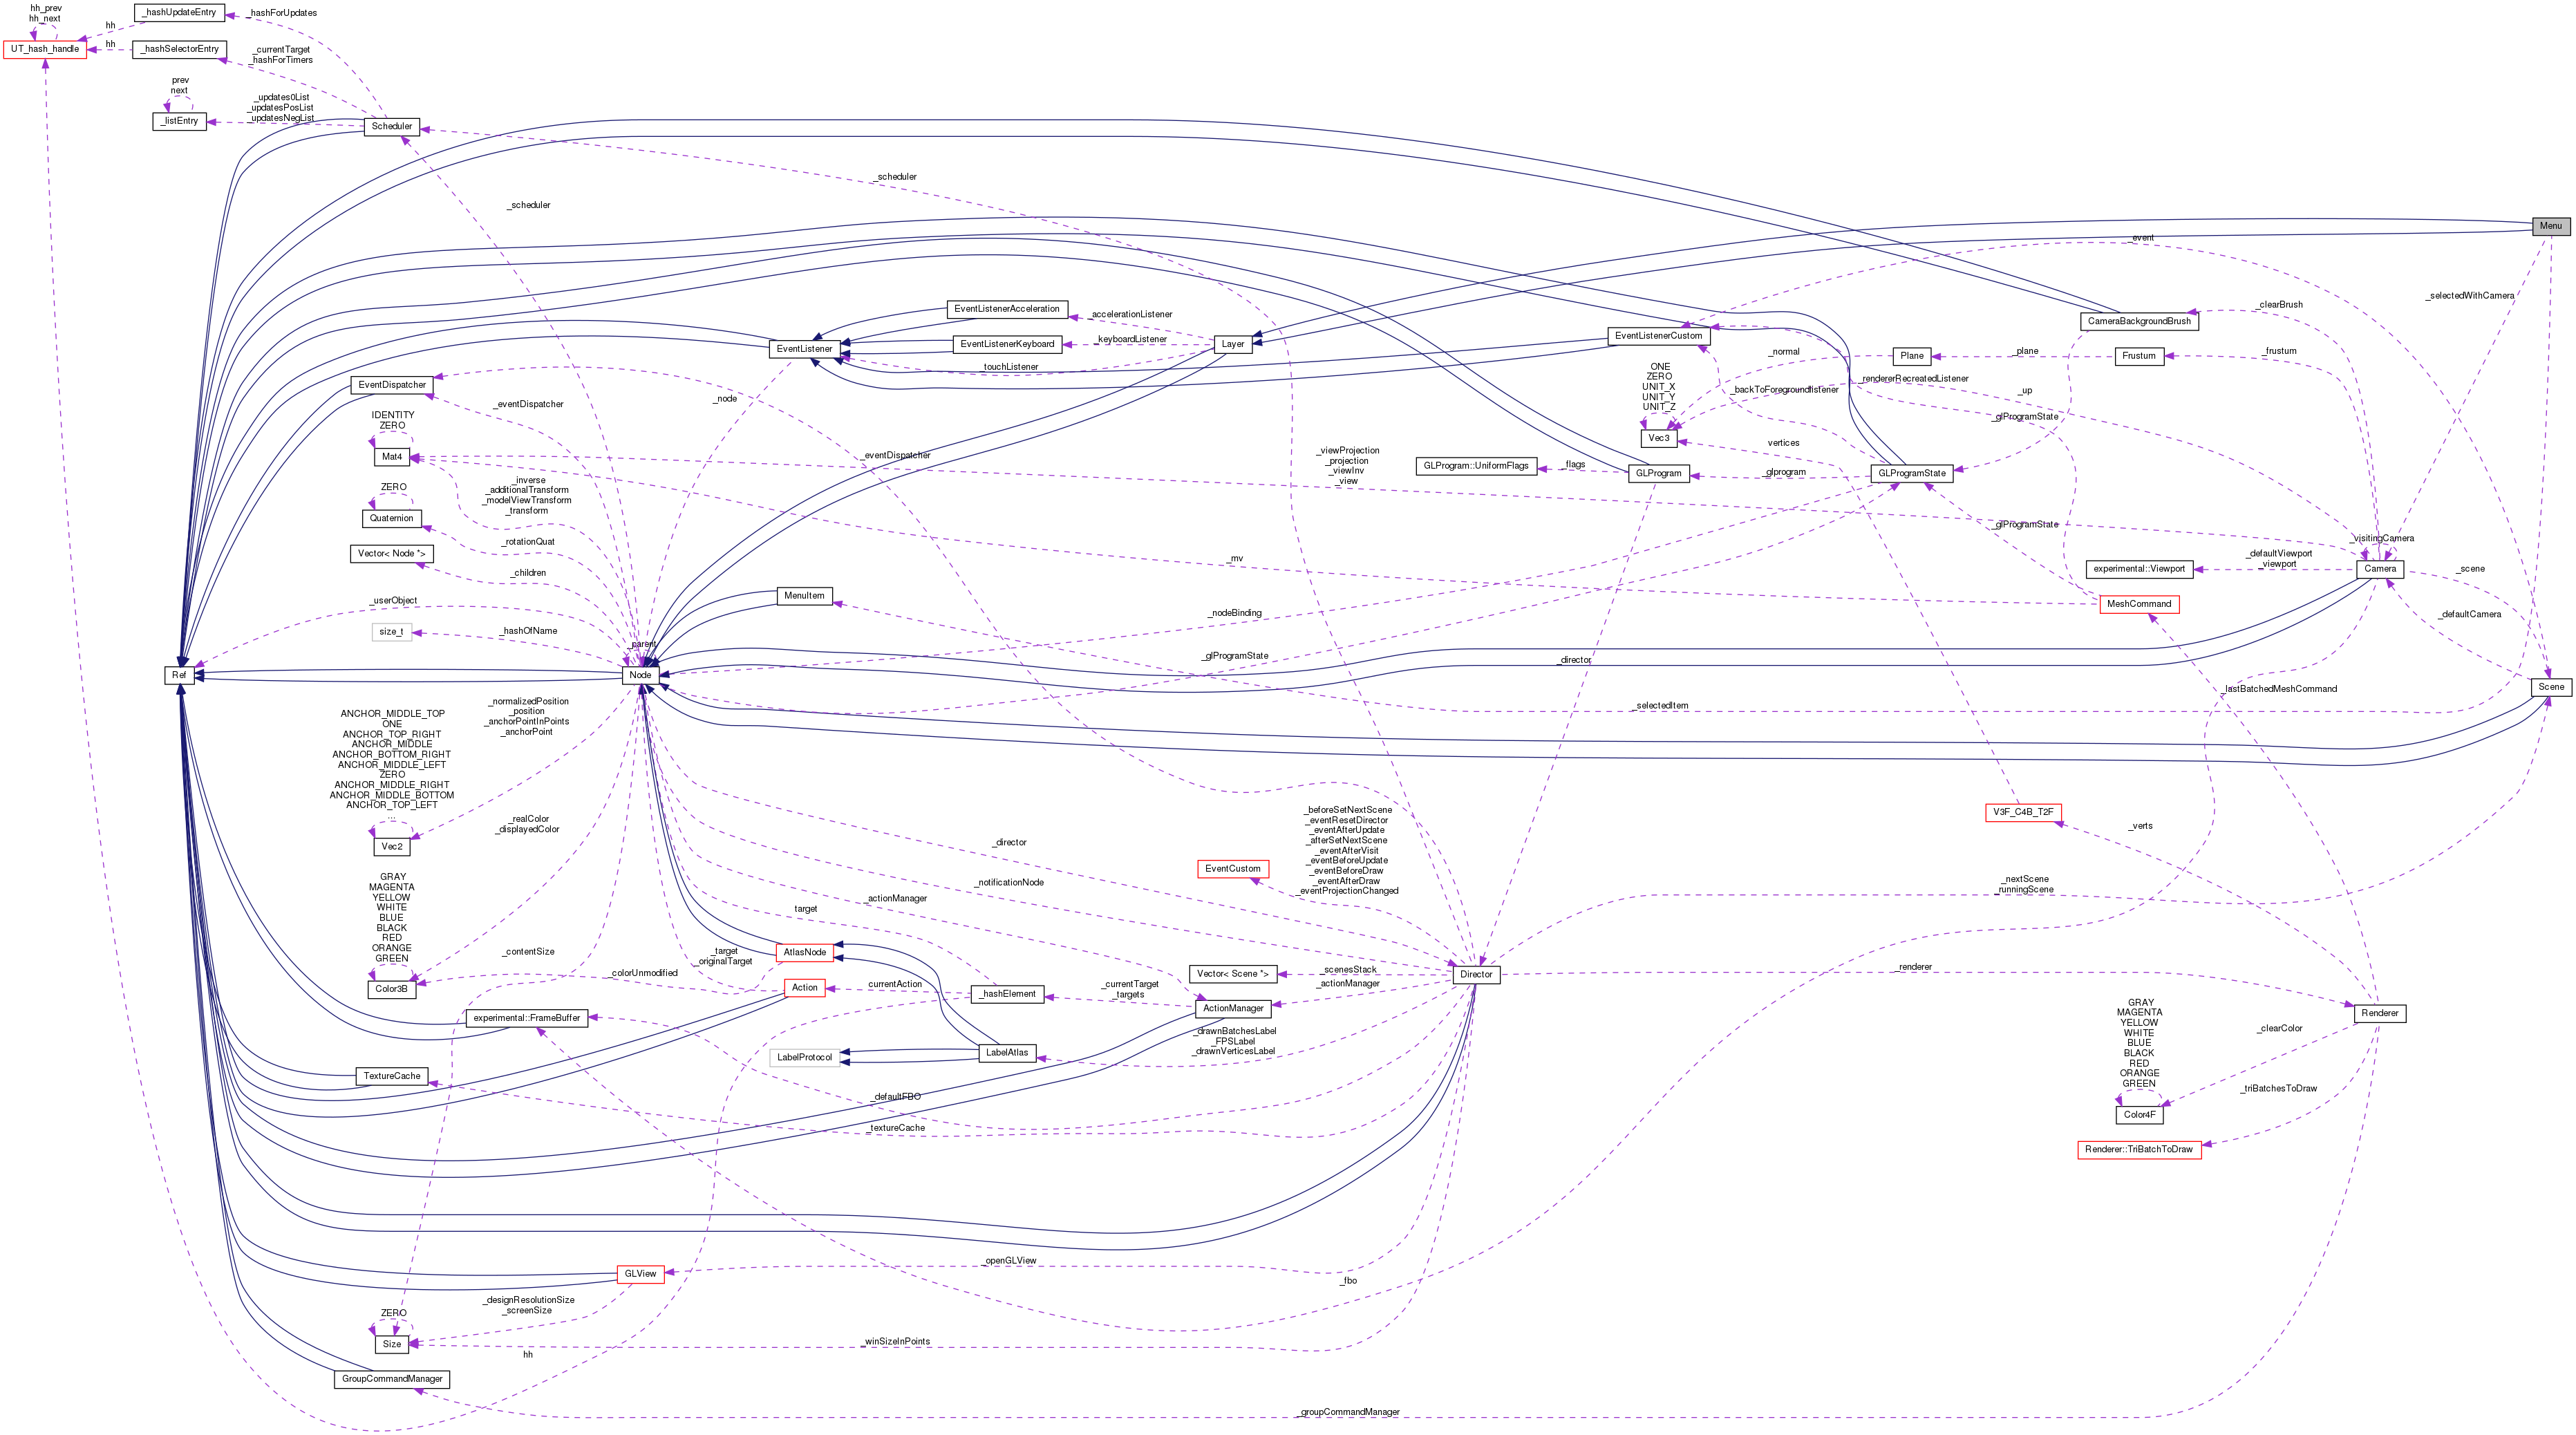 hh_prev
hh_next
_hashUpdateEntry
_hashForUpdates
hh
UT_hash_handle
hh
_hashSelectorEntry
_currentTarget
_hashForTimers
prev
next
_listEntry
_updates0List
_updatesPosList
_updatesNegList
Scheduler
_scheduler
_scheduler
Menu
_event
_selectedWithCamera
_clearBrush
CameraBackgroundBrush
EventListenerAcceleration
_accelerationListener
EventListenerKeyboard
_keyboardListener
Layer
EventListener
_touchListener
EventListenerCustom
_normal
Plane
_plane
Frustum
_frustum
EventDispatcher
_eventDispatcher
_node
ONE
ZERO
UNIT_X
UNIT_Y
UNIT_Z
Vec3
_backToForegroundlistener
_rendererRecreatedListener
_up
_glProgramState
IDENTITY
ZERO
Mat4
_eventDispatcher
_viewProjection
_projection
_viewInv
_view
vertices
GLProgram::UniformFlags
_flags
GLProgram
_glprogram
GLProgramState
_inverse
_additionalTransform
_modelViewTransform
_transform
ZERO
Quaternion
_rotationQuat
_glProgramState
_visitingCamera
Vector< Node *>
_children
_mv
experimental::Viewport
_defaultViewport
_viewport
Camera
_scene
_userObject
MenuItem
_nodeBinding
MeshCommand
_defaultCamera
size_t
_hashOfName
_parent
_glProgramState
_director
Ref
Node
Scene
_lastBatchedMeshCommand
_selectedItem
_normalizedPosition
_position
_anchorPointInPoints
_anchorPoint
ANCHOR_MIDDLE_TOP
ONE
ANCHOR_TOP_RIGHT
ANCHOR_MIDDLE
ANCHOR_BOTTOM_RIGHT
ANCHOR_MIDDLE_LEFT
ZERO
ANCHOR_MIDDLE_RIGHT
ANCHOR_MIDDLE_BOTTOM
ANCHOR_TOP_LEFT
...
Vec2
_realColor
_displayedColor
_director
_beforeSetNextScene
_eventResetDirector
_eventAfterUpdate
_afterSetNextScene
_eventAfterVisit
_eventBeforeUpdate
_eventBeforeDraw
_eventAfterDraw
_eventProjectionChanged
EventCustom
V3F_C4B_T2F
_verts
GRAY
MAGENTA
YELLOW
WHITE
BLUE
BLACK
RED
ORANGE
GREEN
Color3B
_notificationNode
_actionManager
target
_nextScene
_runningScene
_contentSize
_colorUnmodified
_target
_originalTarget
AtlasNode
Action
currentAction
_hashElement
_currentTarget
_targets
Vector< Scene *>
_scenesStack
_actionManager
Director
_renderer
ActionManager
Renderer
experimental::FrameBuffer
_drawnBatchesLabel
_FPSLabel
_drawnVerticesLabel
LabelProtocol
LabelAtlas
GRAY
MAGENTA
YELLOW
WHITE
BLUE
BLACK
RED
ORANGE
GREEN
Color4F
_clearColor
TextureCache
_defaultFBO
_textureCache
_triBatchesToDraw
Renderer::TriBatchToDraw
_openGLView
GLView
_fbo
_designResolutionSize
_screenSize
ZERO
Size
_winSizeInPoints
hh
GroupCommandManager
_groupCommandManager